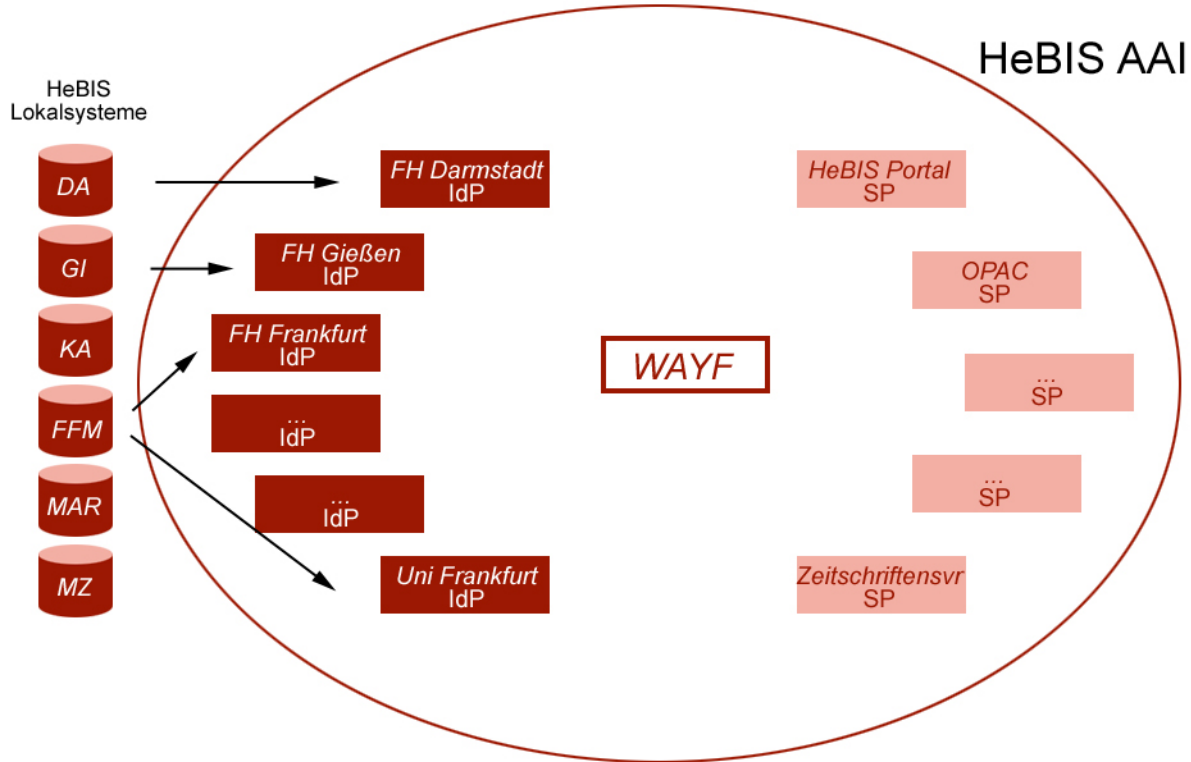 HeBIS AAI
HeBIS
Lokalsysteme
DA
GI
KA
FFM
MAR
MZ
FH Darmstadt
IdP
FH Gießen
IdP
FH Frankfurt
IdP
...
IdP
...
IdP
Uni Frankfurt
IdP
WAYF
HeBIS Portal
SP
OPAC
SP
...
SP
...
SP
Zeitschriftensvr
SP